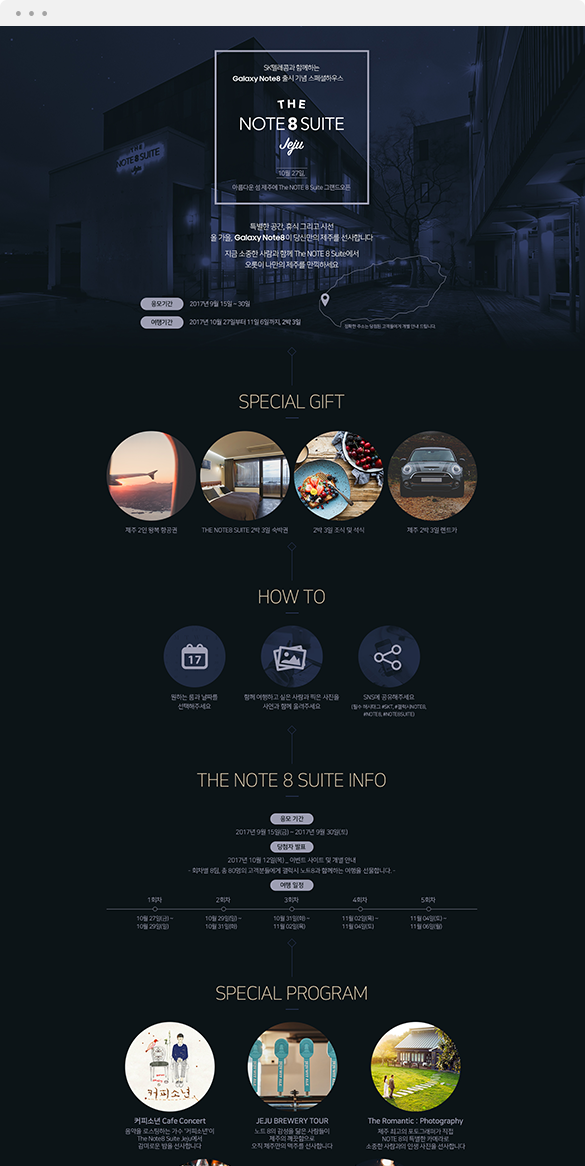 SK텔레콤과 함께하는
Galaxy Note8 출시 기념 스페셜하우스
THE
NOTE 8 SUITE
Jeju
10월 27일,
아름다운 섬 제주에 The NOTE 8 Suite 그랜드오픈
THE
NOTE 8 SUITE
Jeju
특별한 공간, 휴식 그리고 시선
올 가을, Galaxy Note8이 당신만의 제주를 선사합니다
지금 소중한 사람과 함께 The NOTE 8 Suite에서
오롯이 나만의 제주를 만끽하세요
응모기간 2017년 9월 15일 ~ 30일
여행기간 2017년 10월 27일부터 11월 6일까지, 2박 3일
정확한 주소는 당첨된 고객들에게 개별 안내 드립니다.
SPECIAL GIFT
제주 2인 왕복 항공권
THE NOTE8 SUITE 2박 3일 숙박권
2박 3일 조식 및 석식
제주 2박 3일 렌트카
HOW TO
17
원하는 룸과 날짜를
선택해주세요
함께 여행하고 싶은 사람과 찍은 사진을
사연과 함께 올려주세요
SNS에 공유해주세요
(필수 해시태그 #SKT, #갤럭시NOTE8,
#NOTE8, #NOTE8SUITE)
THE NOTE 8 SUITE INFO
응모 기간
2017년 9월 15일(금) ~ 2017년 9월 30일(토)
당첨자 발표
2017년 10월 12일(목) _ 이벤트 사이트 및 개별 안내
- 회차별 8팀, 총 80명의 고객분들에게 갤럭시 노트8과 함께하는 여행을 선물합니다. -
여행 일정
1회차 2회차 3회차 4회차 5회차
10월 27일(금) ~ 10월 29일(일) ~ 10월 31일(화) ~ 11월 02일(목) ~ 11월 04일(토) ~
10월 29일(일) 10월 31일(화) 11월 02일(목) 11월 04일(토) 11월 06일(월)
SPECIAL PROGRAM
커피소년
커피소년 Cafe Concert
음악을 로스팅하는 가수 "커피소년"이
The Note8 Suite Jeju에서
감미로운 밤을 선사합니다
JEJU BREWERY TOUR
노트 8의 감성을 닮은 사람들이
제주의 깨끗함으로
오직 제주만의 맥주를 선사합니다
The Romantic : Photography
제주 최고의 포토그래퍼가 직접
NOTE 8의 특별한 카메라로
소중한 사람과의 인생 사진을 선사합니다